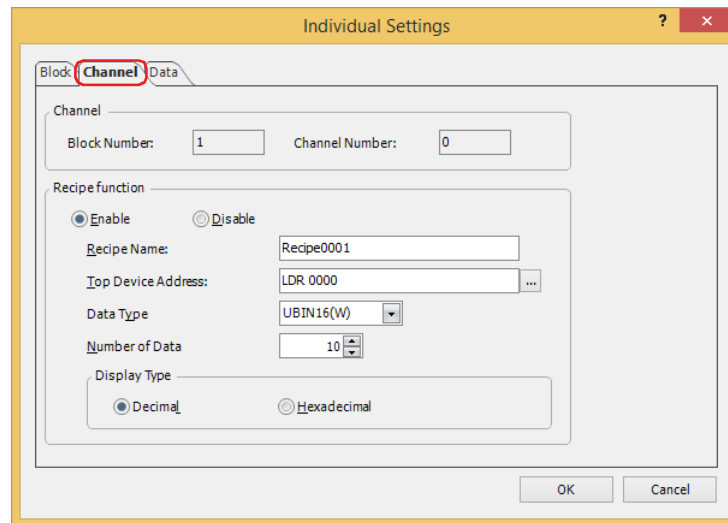 Individual Settings ? ×
Block Channel Data
Channel
Block Number: 1 Channel Number: 0
Recipe function
Enable Disable
Recipe Name: Recipe0001
Top Device Address: LDR 0000 ...
Data Type UBIN16(W)
Number of Data 10
Display Type
Decimal Hexadecimal
OK Cancel